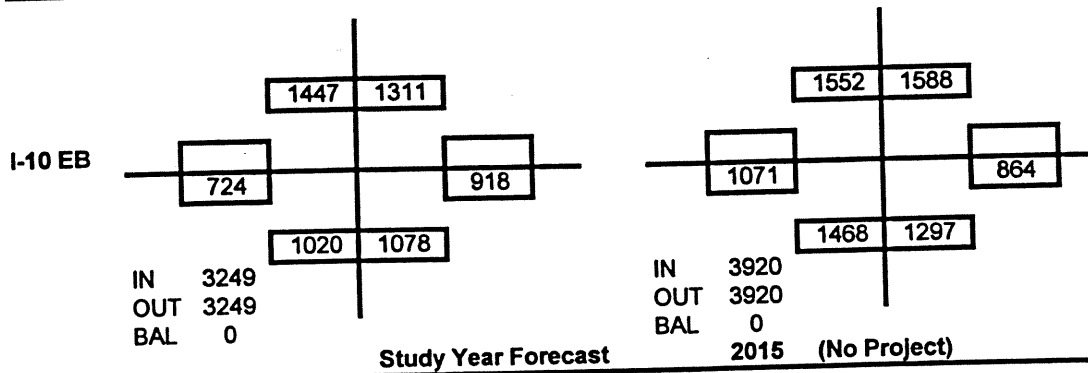 1447 1311 1552 1588
I-10 EB
724 918 1071 864
1020 1078 1468 1297
IN 3249 IN 3920
OUT 3249 OUT 3920
BAL 0 BAL 0
Study Year Forecast 2015 (No Project)